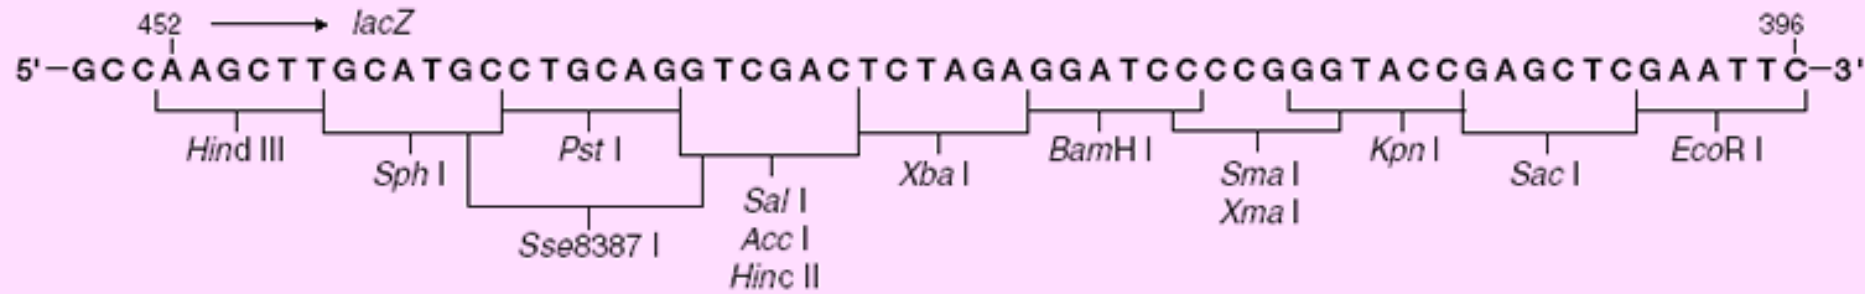 452 lacZ 396
5'–GCCAAGCTTGCATGCCTGCAGGTCGACTCTAGAGGATCCCCGGGTACCGAGCTCGAATTC–3'
Hind III Pst I BamH I Kpn I EcoR I
Sph I Xba I Sma I Sac I
Sal I Xma I
Sse8387 I Acc I
Hinc II